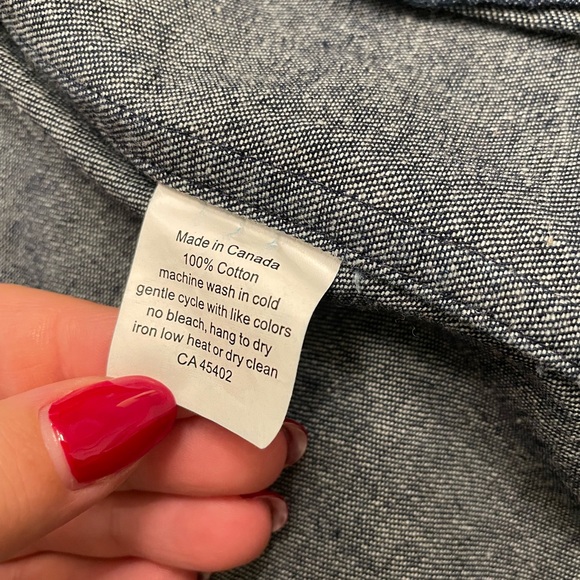 Made in Canada
100% Cotton
machine wash in cold
gentle cycle with like colors
no bleach, hang to dry
iron low heat or dry clean
CA 45402